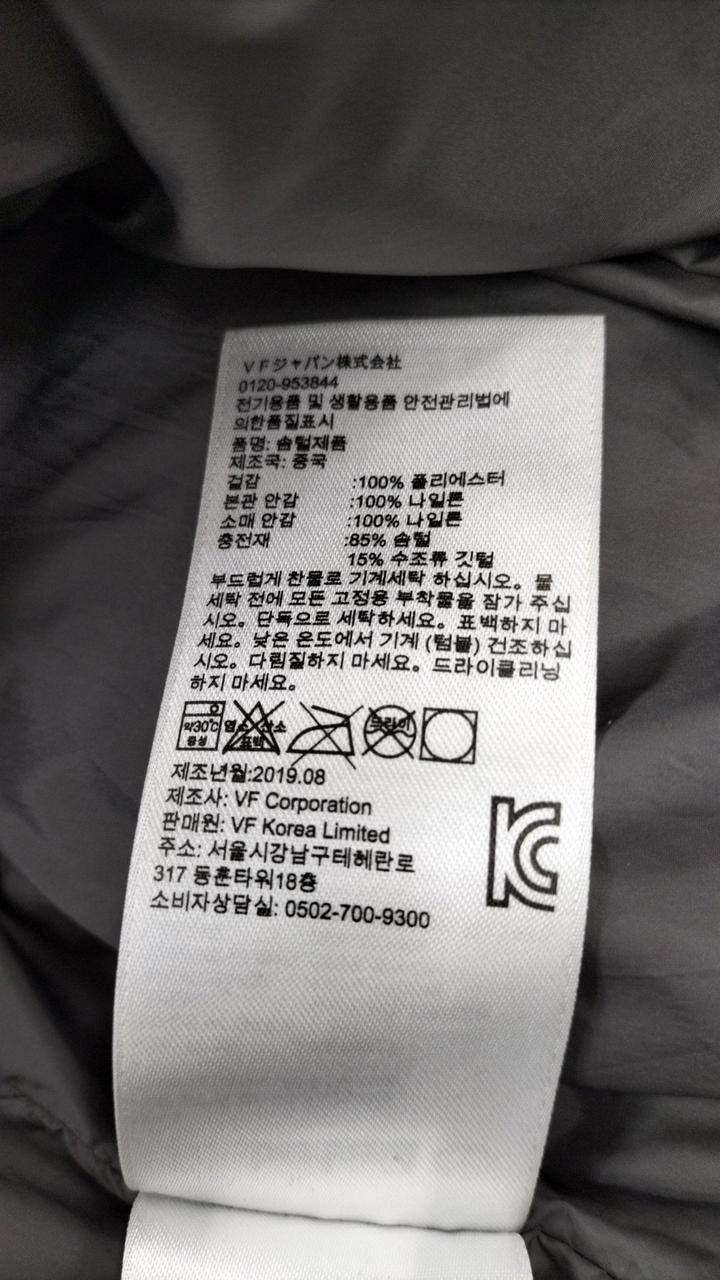 VFジャパン株式会社
0120-953844
전기용품 및 생활용품 안전관리법에
의한품질표시
품명: 솜털제품
제조국: 중국
겉감 :100% 폴리에스터
본판 안감 :100% 나일론
소매 안감 :100% 나일론
충전재 :85% 솜털
15% 수조류 깃털
부드럽게 찬물로 기계세탁 하십시오。물
세탁 전에 모든 고정용 부착물을 잠가 주십
시오。단독으로 세탁하세요。표백하지 마
세요。낮은 온도에서 기계 (텀블) 건조하십
시오。다림질하지 마세요。드라이클리닝
하지 마세요。
약30℃ 염소 산소 드라이
중성 표백
제조년월:2019.08
제조사: VF Corporation
판매원: VF Korea Limited
주소: 서울시강남구테헤란로
317 동훈타워18층
소비자상담실: 0502-700-9300
KC